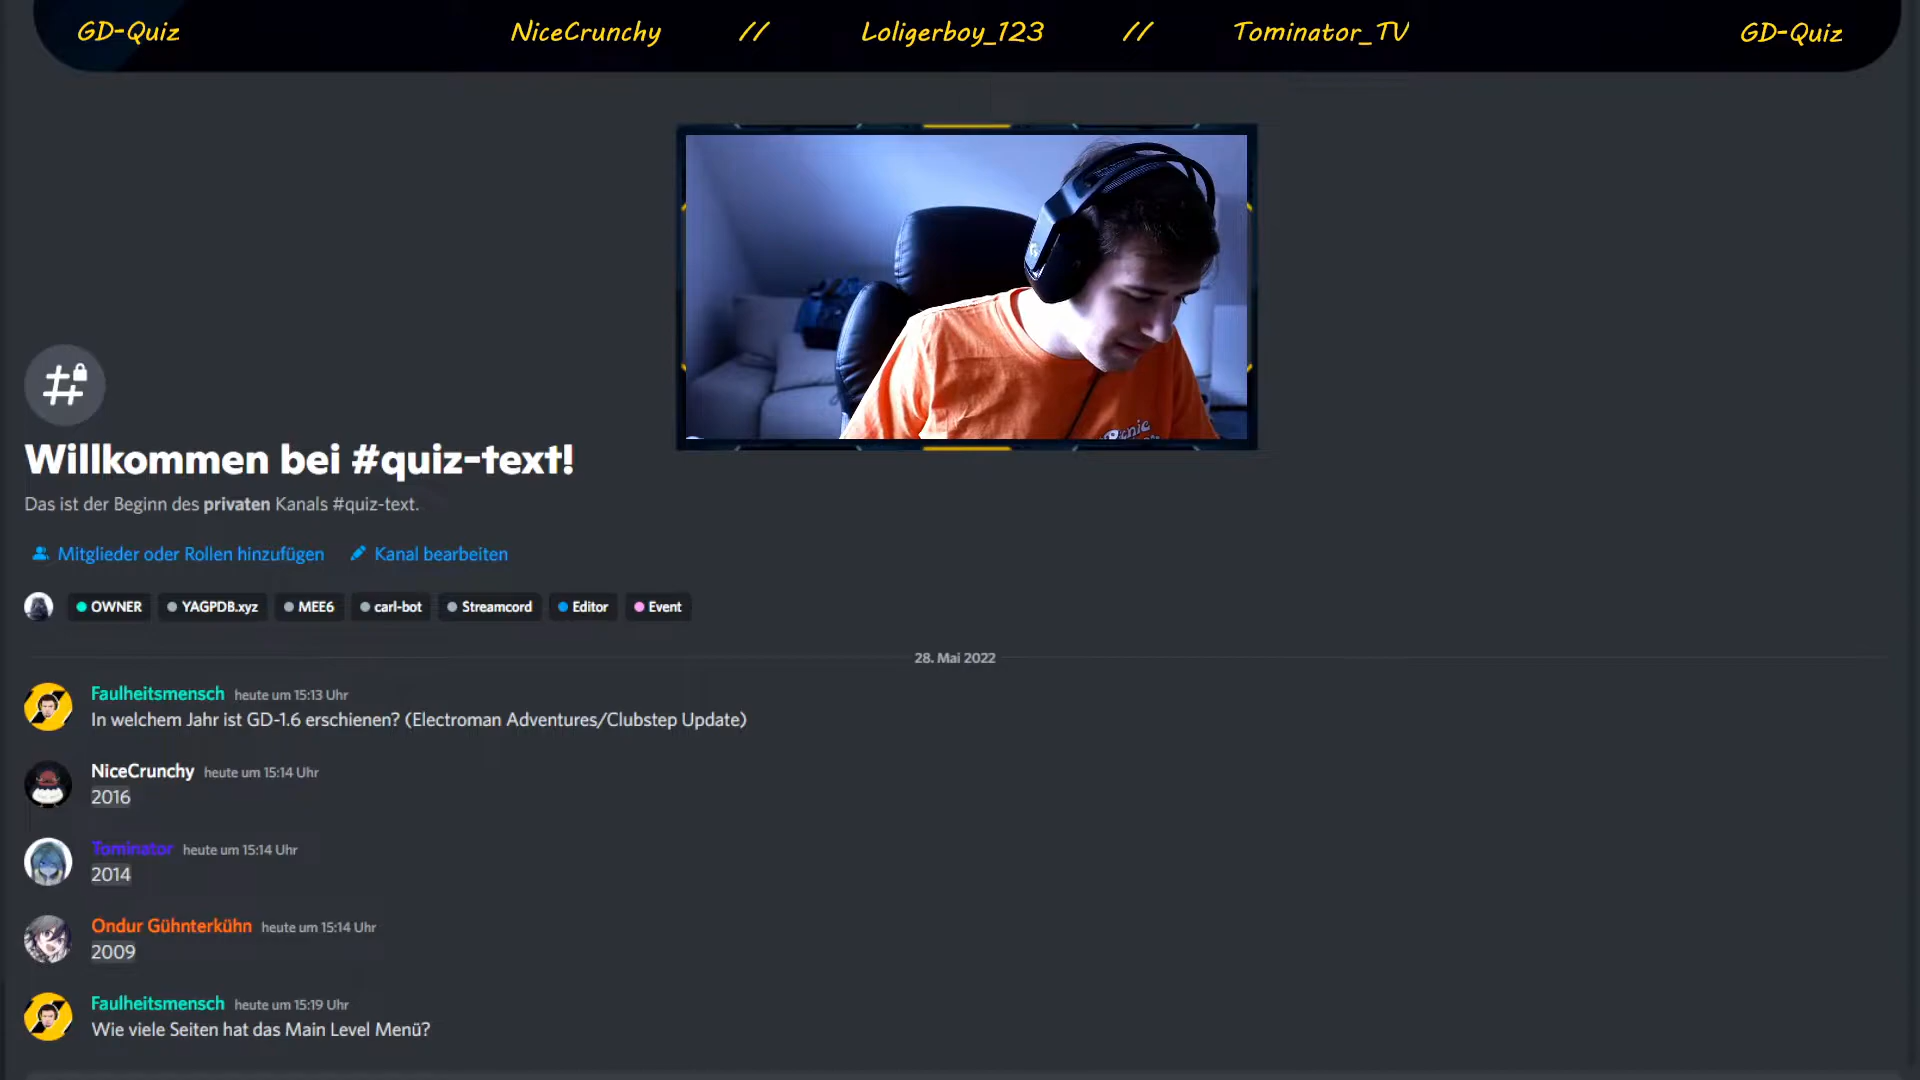 GD-Quiz NiceCrunchy // Loligerboy_123 // Tominator_TV GD-Quiz
Willkommen bei #quiz-text!
Das ist der Beginn des privaten Kanals #quiz-text.
Mitglieder oder Rollen hinzufügen Kanal bearbeiten
OWNER YAGPDB.xyz MEE6 carl-bot Streamcord Editor Event
28. Mai 2022
Faulheitsmensch heute um 15:13 Uhr
In welchem Jahr ist GD-1.6 erschienen? (Electroman Adventures/Clubstep Update)
NiceCrunchy heute um 15:14 Uhr
2016
Tominator heute um 15:14 Uhr
2014
Ondur Gühnterkühn heute um 15:14 Uhr
2009
Faulheitsmensch heute um 15:19 Uhr
Wie viele Seiten hat das Main Level Menü?